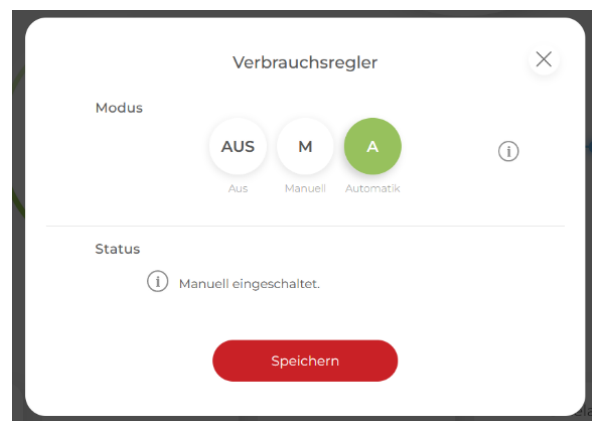 Verbrauchsregler
Modus
AUS M A
Aus Manuell Automatik
Status
Manuell eingeschaltet.
Speichern